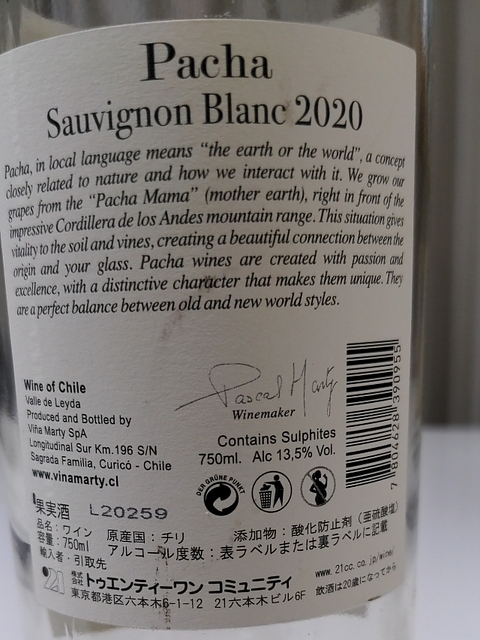 Pacha
Sauvignon Blanc 2020
Pacha, in local language means "the earth or the world", a concept
closely related to nature and how we interact with it. We grow our
grapes from the "Pacha Mama" (mother earth), right in front of the
impressive Cordillera de los Andes mountain range. This situation gives
vitality to the soil and vines, creating a beautiful connection between the
origin and your glass. Pacha wines are created with passion and
excellence, with a distinctive character that makes them unique. They
are a perfect balance between old and new world styles.
Wine of Chile
Valle de Leyda
Produced and Bottled by
Viña Marty SpA
Longitudinal Sur Km.196 S/N
Sagrada Familia, Curicó - Chile
www.vinamarty.cl
Pascal Marty
Winemaker
Contains Sulphites
750ml. Alc 13,5% Vol.
7 804628 390955
DER GRÜNE PUNKT
果実酒 L20259
品名：ワイン 原産国：チリ 添加物：酸化防止剤（亜硫酸塩）
容量：750ml アルコール度数：表ラベルまたは裏ラベルに記載
輸入者・引取先
21 株式会社 トゥエンティーワン コミュニティ www.21cc.co.jp/wine/
東京都港区六本木6-1-12 21六本木ビル6F 飲酒は20歳になってから